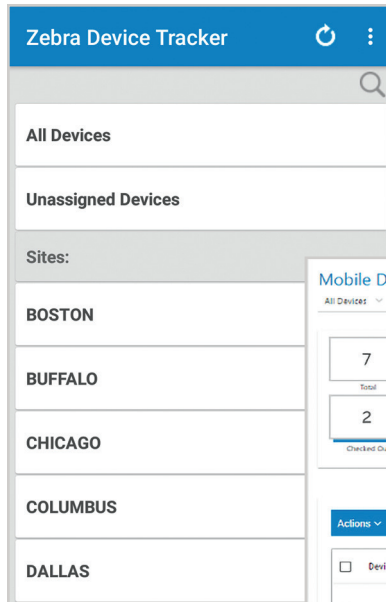 Zebra Device Tracker
All Devices
Unassigned Devices
Sites:
BOSTON
BUFFALO
CHICAGO
COLUMBUS
DALLAS
Mobile D
All Devices
7
Total
2
Checked Ou
Actions
Devi